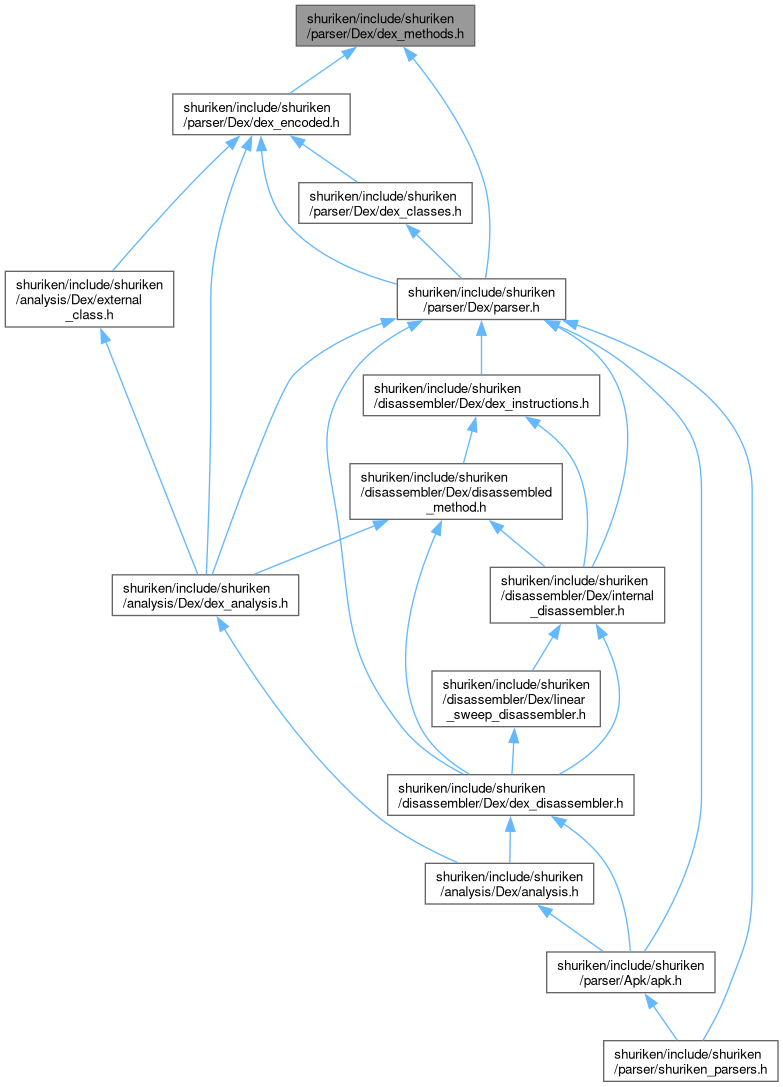 shuriken/include/shuriken
/parser/Dex/dex_methods.h
shuriken/include/shuriken
/parser/Dex/dex_encoded.h
shuriken/include/shuriken
/parser/Dex/dex_classes.h
shuriken/include/shuriken
/analysis/Dex/external
_class.h
shuriken/include/shuriken
/parser/Dex/parser.h
shuriken/include/shuriken
/disassembler/Dex/dex_instructions.h
shuriken/include/shuriken
/disassembler/Dex/disassembled
_method.h
shuriken/include/shuriken
/analysis/Dex/dex_analysis.h
shuriken/include/shuriken
/disassembler/Dex/internal
_disassembler.h
shuriken/include/shuriken
/disassembler/Dex/linear
_sweep_disassembler.h
shuriken/include/shuriken
/disassembler/Dex/dex_disassembler.h
shuriken/include/shuriken
/analysis/Dex/analysis.h
shuriken/include/shuriken
/parser/Apk/apk.h
shuriken/include/shuriken
/parser/shuriken_parsers.h